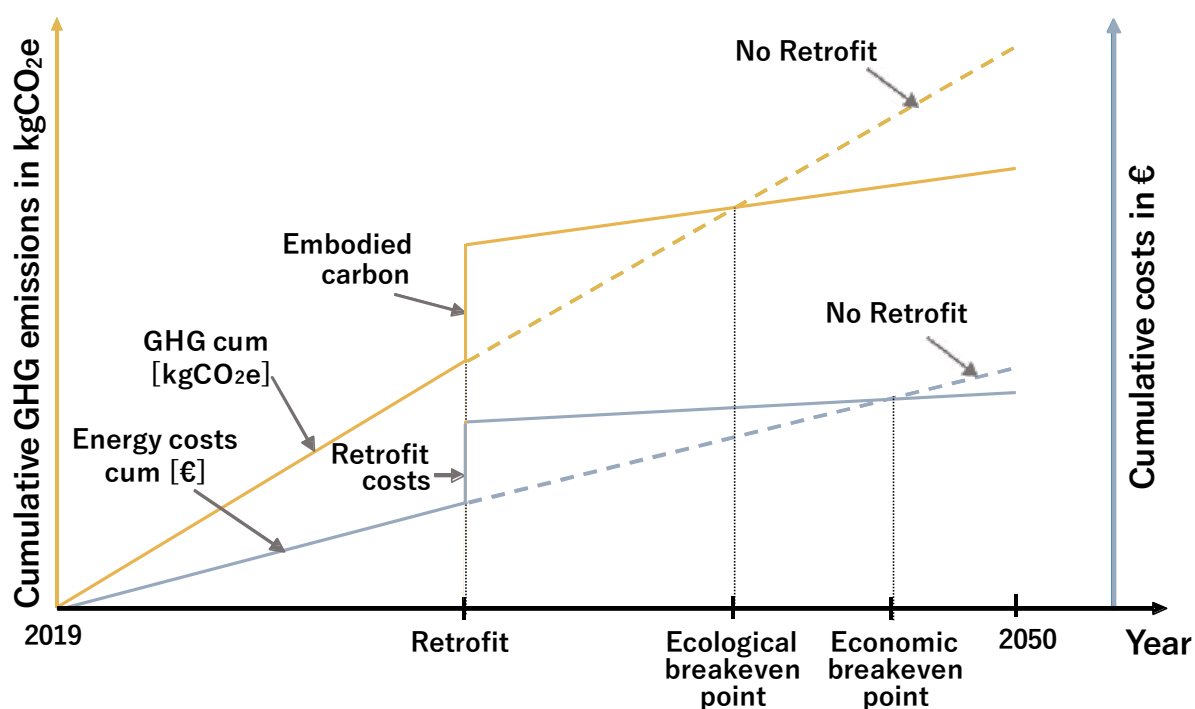 Cumulative GHG emissions in kgCO₂e
No Retrofit
Embodied
carbon
GHG cum
[kgCO₂e]
Energy costs
cum [€]
Retrofit
costs
No Retrofit
Cumulative costs in €
2019
Retrofit
Ecological
breakeven
point
Economic
breakeven
point
2050
Year